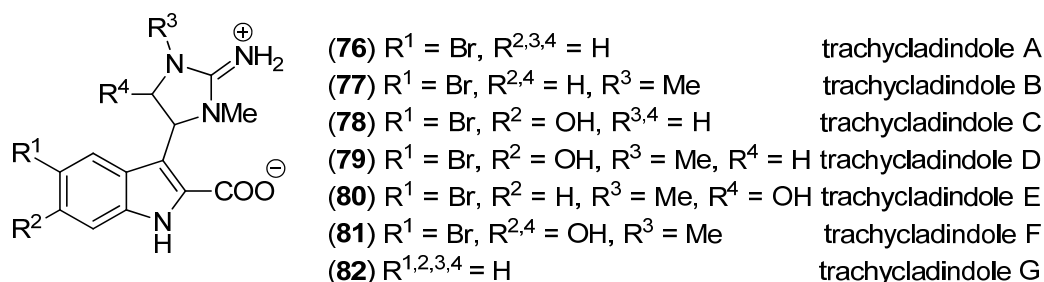 R³
⊕
N
NH₂
R⁴
NMe
R¹
COO⊖
R²
N
H
(76) R¹ = Br, R²,³,⁴ = H trachycladindole A
(77) R¹ = Br, R²,⁴ = H, R³ = Me trachycladindole B
(78) R¹ = Br, R² = OH, R³,⁴ = H trachycladindole C
(79) R¹ = Br, R² = OH, R³ = Me, R⁴ = H trachycladindole D
(80) R¹ = Br, R² = H, R³ = Me, R⁴ = OH trachycladindole E
(81) R¹ = Br, R²,⁴ = OH, R³ = Me trachycladindole F
(82) R¹,²,³,⁴ = H trachycladindole G